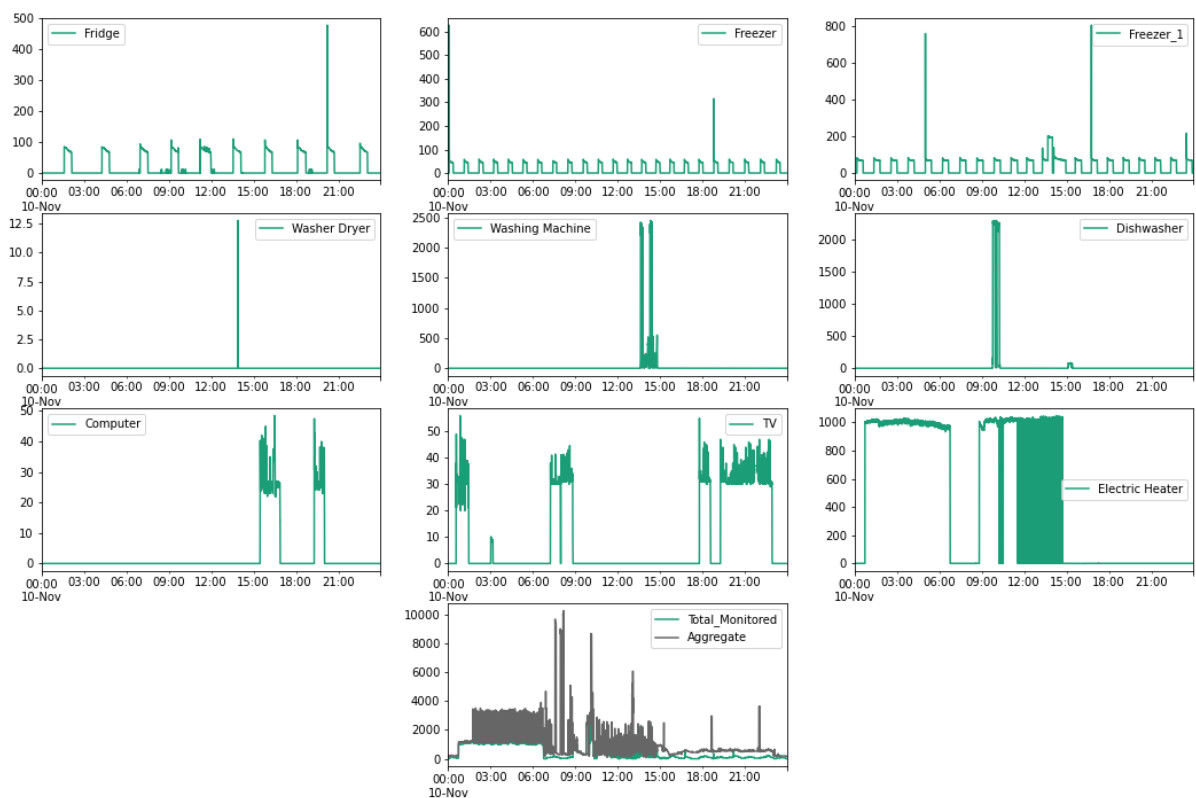 500
400
300
200
100
0
Fridge
00:00 03:00 06:00 09:00 12:00 15:00 18:00 21:00
10-Nov
600
500
400
300
200
100
0
Freezer
00:00 03:00 06:00 09:00 12:00 15:00 18:00 21:00
10-Nov
800
600
400
200
0
Freezer_1
00:00 03:00 06:00 09:00 12:00 15:00 18:00 21:00
10-Nov
12.5
10.0
7.5
5.0
2.5
0.0
Washer Dryer
00:00 03:00 06:00 09:00 12:00 15:00 18:00 21:00
10-Nov
2500
2000
1500
1000
500
0
Washing Machine
00:00 03:00 06:00 09:00 12:00 15:00 18:00 21:00
10-Nov
2000
1500
1000
500
0
Dishwasher
00:00 03:00 06:00 09:00 12:00 15:00 18:00 21:00
10-Nov
50
40
30
20
10
0
Computer
00:00 03:00 06:00 09:00 12:00 15:00 18:00 21:00
10-Nov
50
40
30
20
10
0
TV
00:00 03:00 06:00 09:00 12:00 15:00 18:00 21:00
10-Nov
1000
800
600
400
200
0
Electric Heater
00:00 03:00 06:00 09:00 12:00 15:00 18:00 21:00
10-Nov
10000
8000
6000
4000
2000
0
Total_Monitored
Aggregate
00:00 03:00 06:00 09:00 12:00 15:00 18:00 21:00
10-Nov